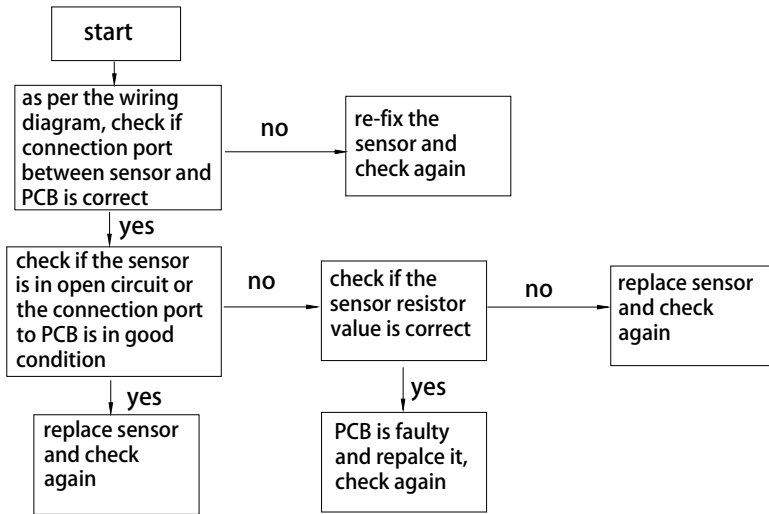 start
as per the wiring
diagram, check if
connection port
between sensor and
PCB is correct
no
re-fix the
sensor and
check again
yes
check if the sensor
is in open circuit or
the connection port
to PCB is in good
condition
no
check if the
sensor resistor
value is correct
no
replace sensor
and check
again
yes
replace sensor
and check
again
yes
PCB is faulty
and repalce it,
check again